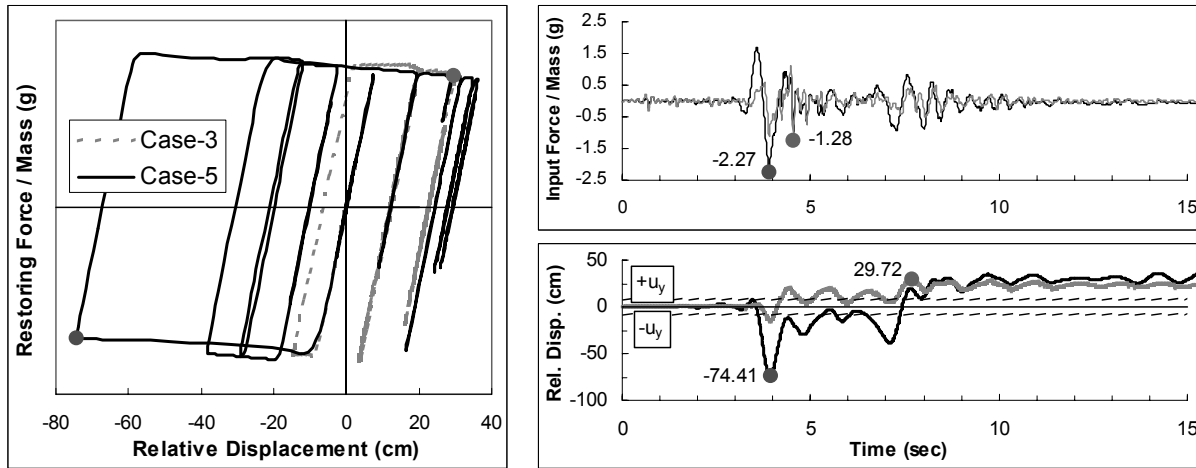 Restoring Force / Mass (g)
Case-3
Case-5
-80 -60 -40 -20 0 20 40
Relative Displacement (cm)
Input Force / Mass (g)
2.5
1.5
0.5
-0.5
-1.5
-2.5
-2.27
-1.28
0 5 10 15
Rel. Disp. (cm)
50
0
-50
-100
+uy
-uy
29.72
-74.41
0 5 10 15
Time (sec)